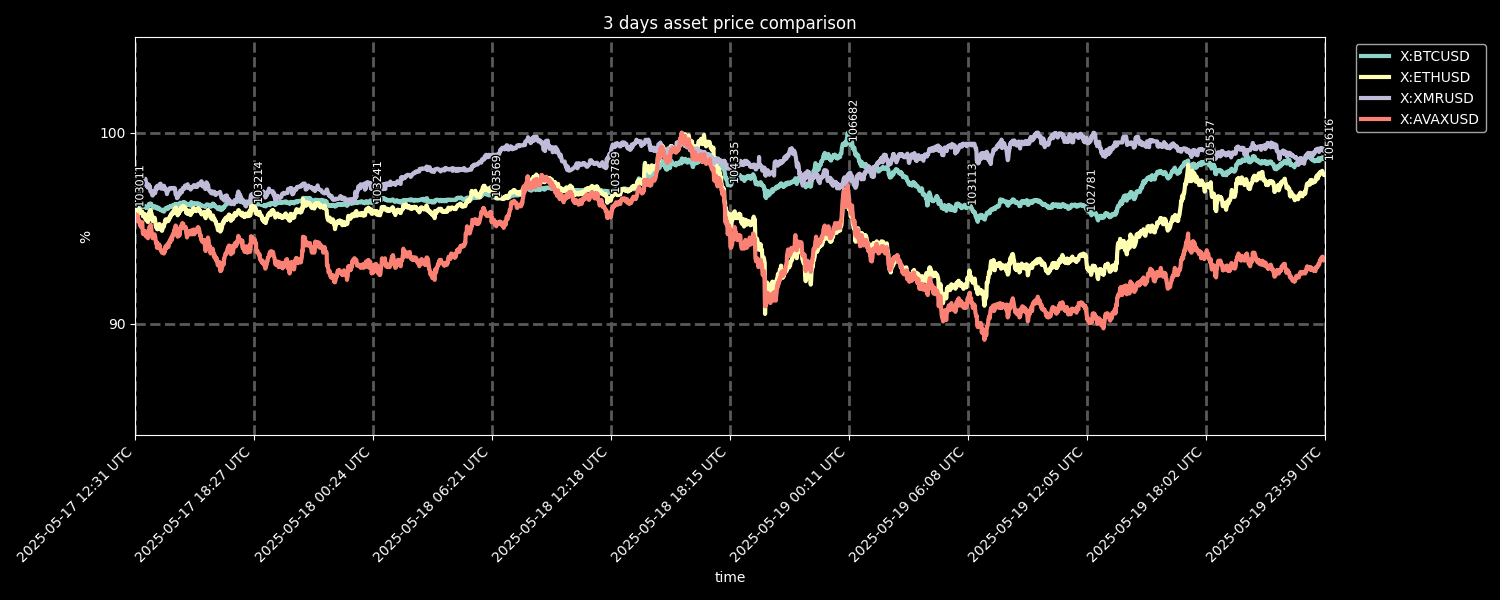 3 days asset price comparison
X:BTCUSD
X:ETHUSD
X:XMRUSD
X:AVAXUSD
%
100
90
103011
103214
103241
103569
103789
104335
106682
103113
102781
105537
105616
2025-05-17 12:31 UTC
2025-05-17 18:27 UTC
2025-05-18 00:24 UTC
2025-05-18 06:21 UTC
2025-05-18 12:18 UTC
2025-05-18 18:15 UTC
2025-05-19 00:11 UTC
2025-05-19 06:08 UTC
2025-05-19 12:05 UTC
2025-05-19 18:02 UTC
2025-05-19 23:59 UTC
time